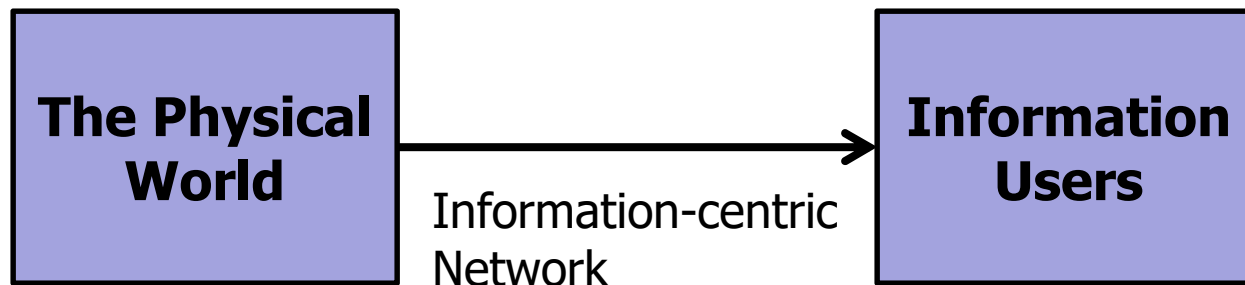 The Physical
World
Information-centric
Network
Information
Users